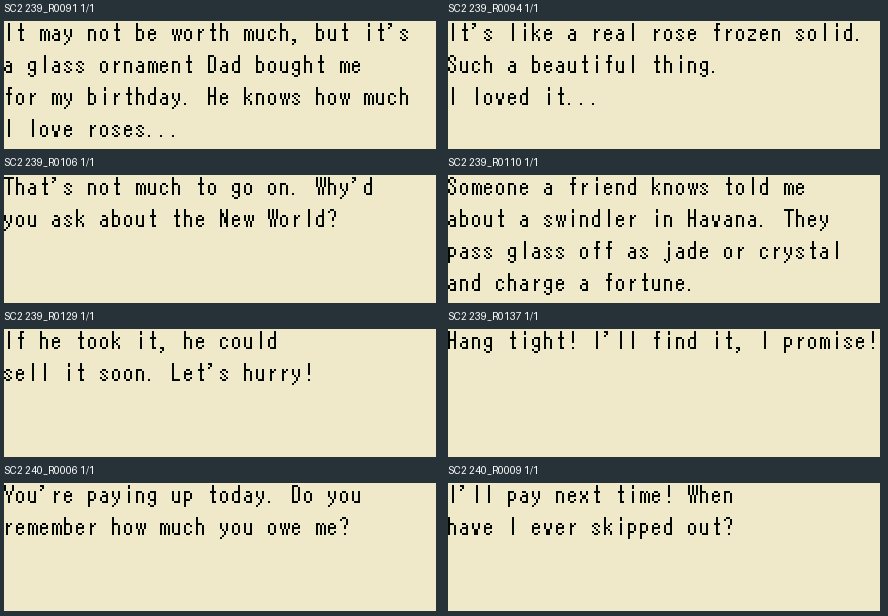 SC2 239_R0091 1/1
It may not be worth much, but it's
a glass ornament Dad bought me
for my birthday. He knows how much
I love roses...
SC2 239_R0094 1/1
It's like a real rose frozen solid.
Such a beautiful thing.
I loved it...
SC2 239_R0106 1/1
That's not much to go on. Why'd
you ask about the New World?
SC2 239_R0110 1/1
Someone a friend knows told me
about a swindler in Havana. They
pass glass off as jade or crystal
and charge a fortune.
SC2 239_R0129 1/1
If he took it, he could
sell it soon. Let's hurry!
SC2 239_R0137 1/1
Hang tight! I'll find it, I promise!
SC2 240_R0006 1/1
You're paying up today. Do you
remember how much you owe me?
SC2 240_R0009 1/1
I'll pay next time! When
have I ever skipped out?